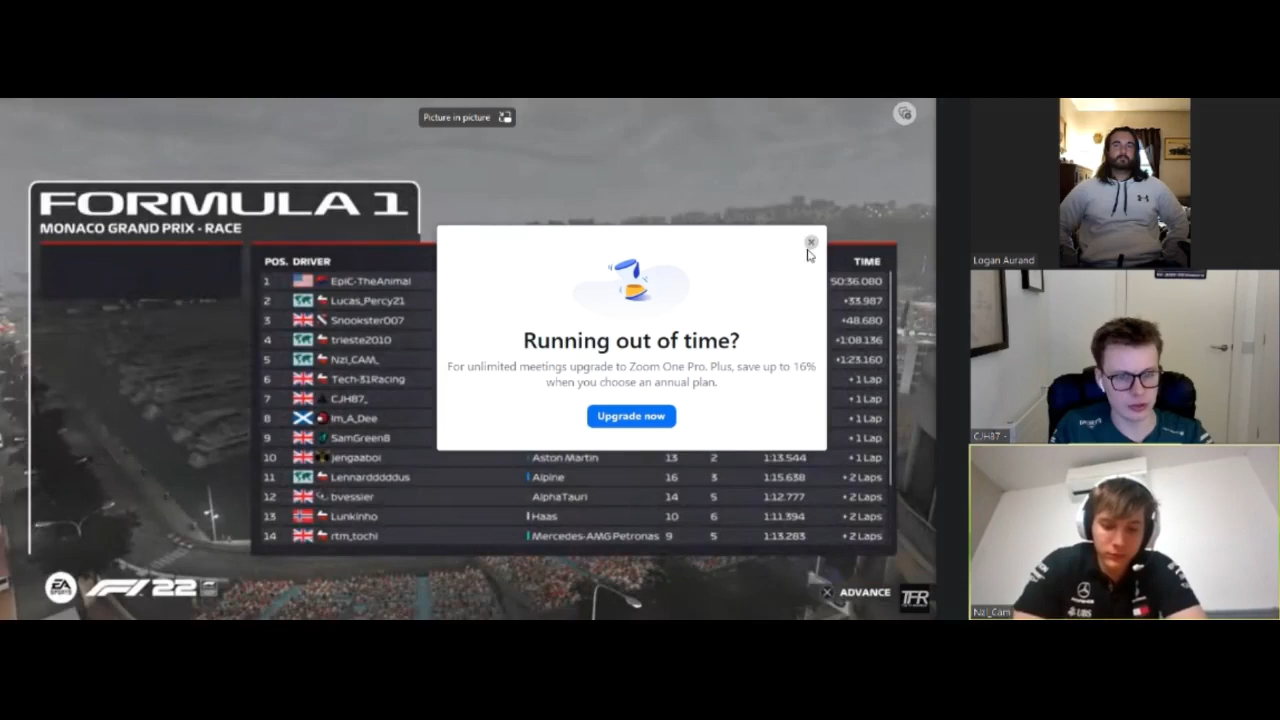 Picture in picture
FORMULA 1
MONACO GRAND PRIX - RACE
POS. DRIVER TIME
1 EpiC-TheAnimal 50:36.080
2 Lucas_Percy21 +33.987
3 Snookster007 +48.680
4 trieste2010 +1:08.136
5 Nzl_CAM_ +1:23.160
6 Tech-31Racing +1 Lap
7 CJH87_ +1 Lap
8 Im_A_Dee +1 Lap
9 SamGreen8 +1 Lap
10 jengaaboi Aston Martin 13 2 1:13.544 +1 Lap
11 Lennardddddus Alpine 16 3 1:15.638 +2 Laps
12 bvessier AlphaTauri 14 5 1:12.777 +2 Laps
13 Lunkinho Haas 10 6 1:11.394 +2 Laps
14 rtm_tochi Mercedes-AMG Petronas 9 5 1:13.283 +2 Laps
Running out of time?
For unlimited meetings upgrade to Zoom One Pro. Plus, save up to 16%
when you choose an annual plan.
Upgrade now
EA
SPORTS
F1 22
ADVANCE
TFR
Logan Aurand
CJH87 -
Nzl_Cam
UBS